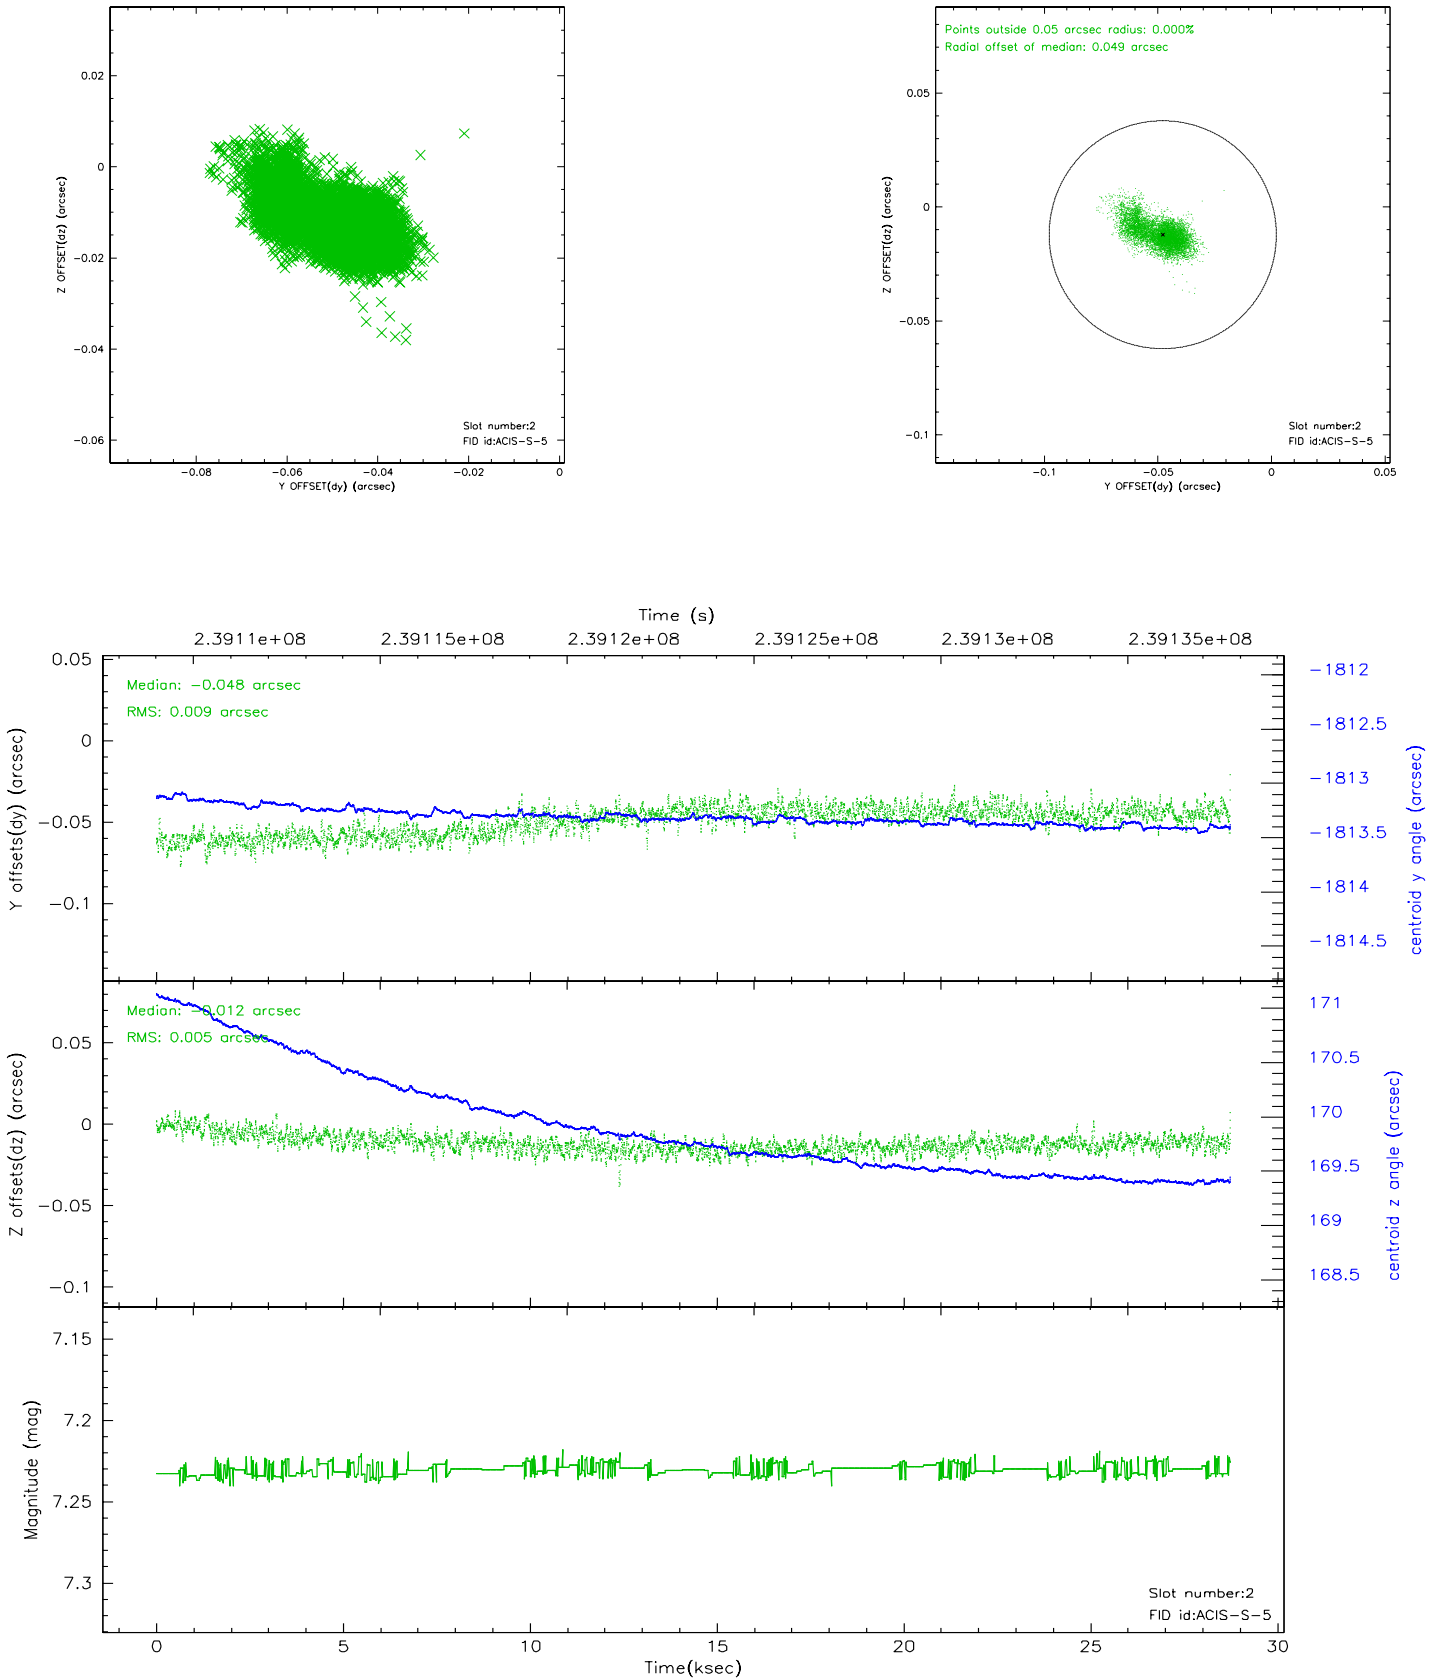 0.02
0
−0.02
−0.04
−0.06
Z OFFSET(dz) (arcsec)
Slot number:2
FID id:ACIS−S−5
−0.08
−0.06
−0.04
−0.02
0
Y OFFSET(dy) (arcsec)
Points outside 0.05 arcsec radius: 0.000%
Radial offset of median: 0.049 arcsec
0.05
0
−0.05
−0.1
Z OFFSET(dz) (arcsec)
Slot number:2
FID id:ACIS−S−5
−0.1
−0.05
0
0.05
Y OFFSET(dy) (arcsec)
Time (s)
2.3911e+08
2.39115e+08
2.3912e+08
2.39125e+08
2.3913e+08
2.39135e+08
Median: −0.048 arcsec
RMS: 0.009 arcsec
0.05
0
−0.05
−0.1
Y offsets(dy) (arcsec)
−1812
−1812.5
−1813
−1813.5
−1814
−1814.5
centroid y angle (arcsec)
Median: −0.012 arcsec
RMS: 0.005 arcsec
0.05
0
−0.05
−0.1
Z offsets(dz) (arcsec)
171
170.5
170
169.5
169
168.5
centroid z angle (arcsec)
7.15
7.2
7.25
7.3
Magnitude (mag)
Slot number:2
FID id:ACIS−S−5
0
5
10
15
20
25
30
Time(ksec)